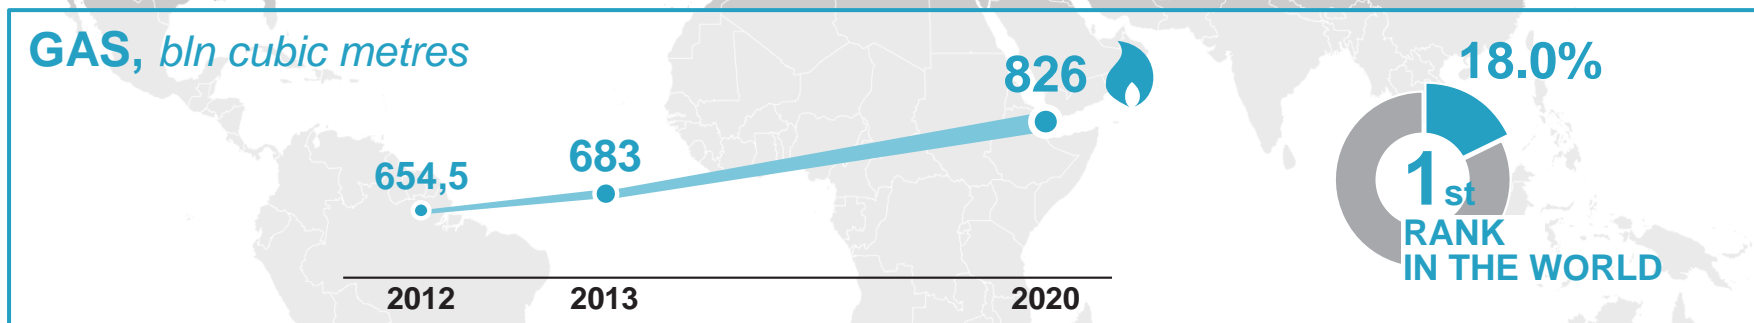 GAS, bln cubic metres
654,5
683
826
2012
2013
2020
18.0%
1st
RANK
IN THE WORLD